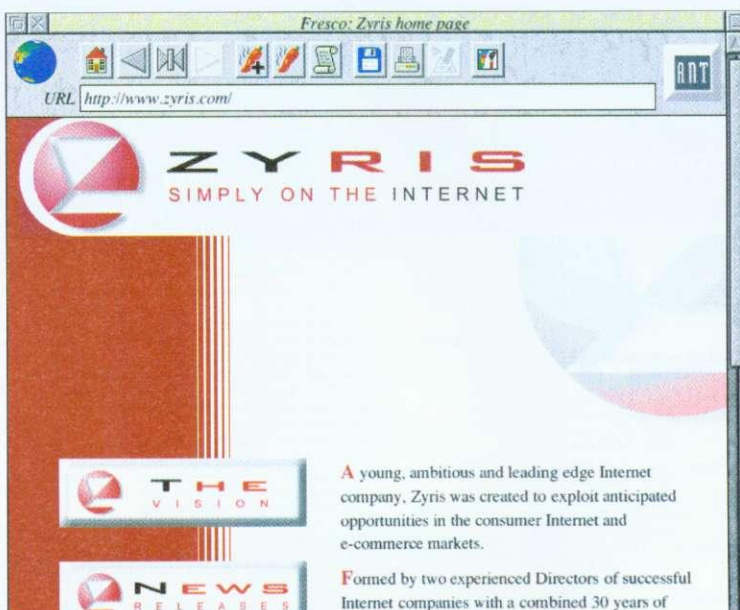 Fresco: Zyris home page
ANT
URL http://www.zyris.com/
ZYRIS
SIMPLY ON THE INTERNET
THE
VISION
A young, ambitious and leading edge Internet
company, Zyris was created to exploit anticipated
opportunities in the consumer Internet and
e-commerce markets.
NEWS
RELEASES
Formed by two experienced Directors of successful
Internet companies with a combined 30 years of